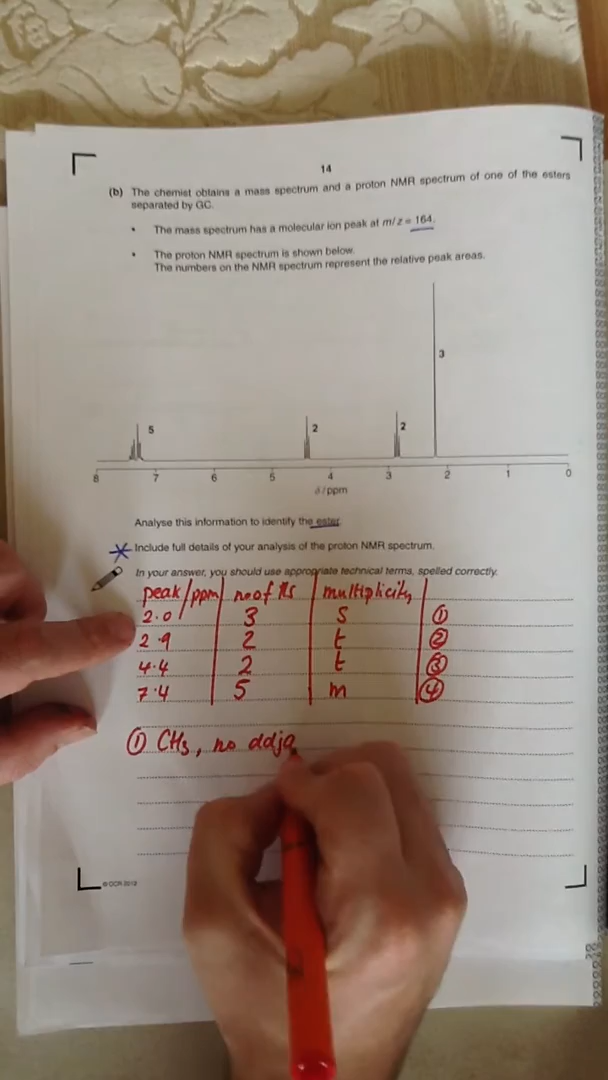 14
(b) The chemist obtains a mass spectrum and a proton NMR spectrum of one of the esters
separated by GC.
• The mass spectrum has a molecular ion peak at m/z = 164.
• The proton NMR spectrum is shown below.
The numbers on the NMR spectrum represent the relative peak areas.
3
5 2 2
8 7 6 5 4 3 2 1 0
δ/ppm
Analyse this information to identify the ester.
Include full details of your analysis of the proton NMR spectrum.
In your answer, you should use appropriate technical terms, spelled correctly.
peak/ppm no of Hs multiplicity
2.0 3 s ①
2.9 2 t ②
4.4 2 t ③
7.4 5 m ④
① CH3, no adja
© OCR 2013